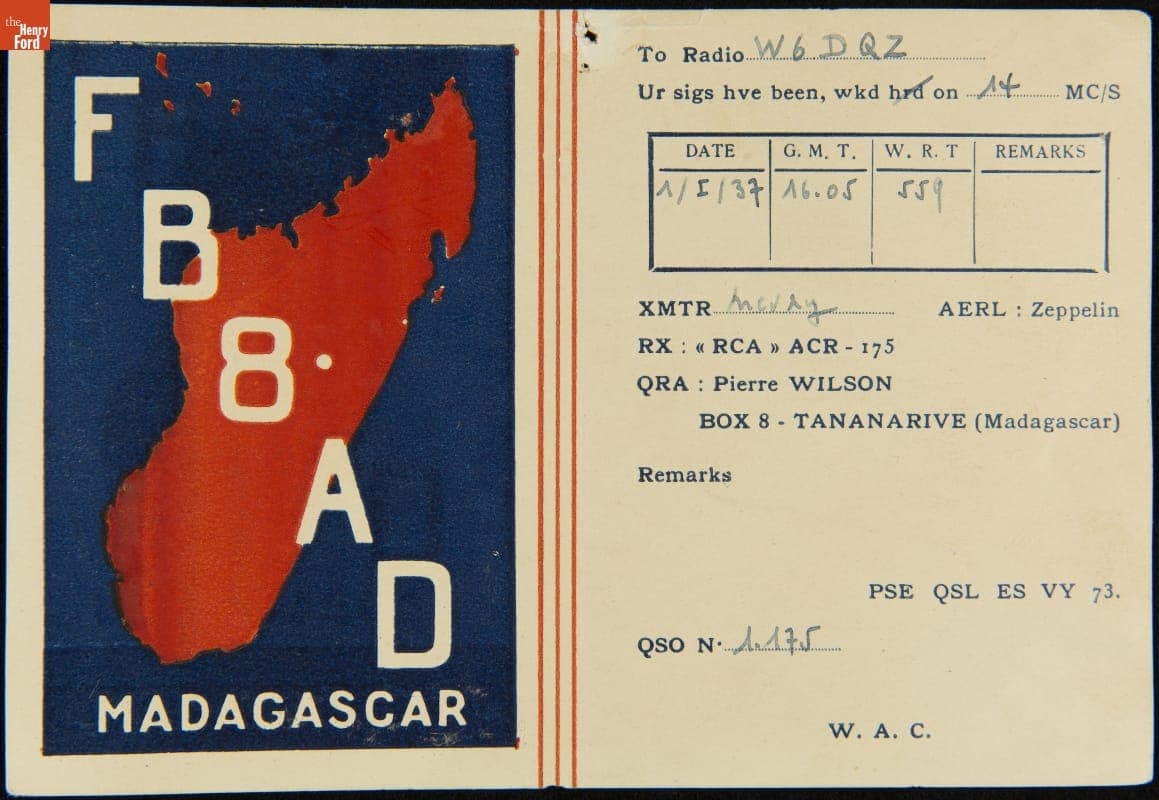 the
Henry
Ford
F
B
8
A
D
MADAGASCAR
To Radio W6DQZ
Ur sigs hve been, wkd hrd on 14 MC/S
DATE G. M. T. W. R. T REMARKS
1/I/37 16.05 559
XMTR AERL : Zeppelin
RX : « RCA » ACR - 175
QRA : Pierre WILSON
BOX 8 - TANANARIVE (Madagascar)
Remarks
PSE QSL ES VY 73.
QSO N· 1.175
W. A. C.